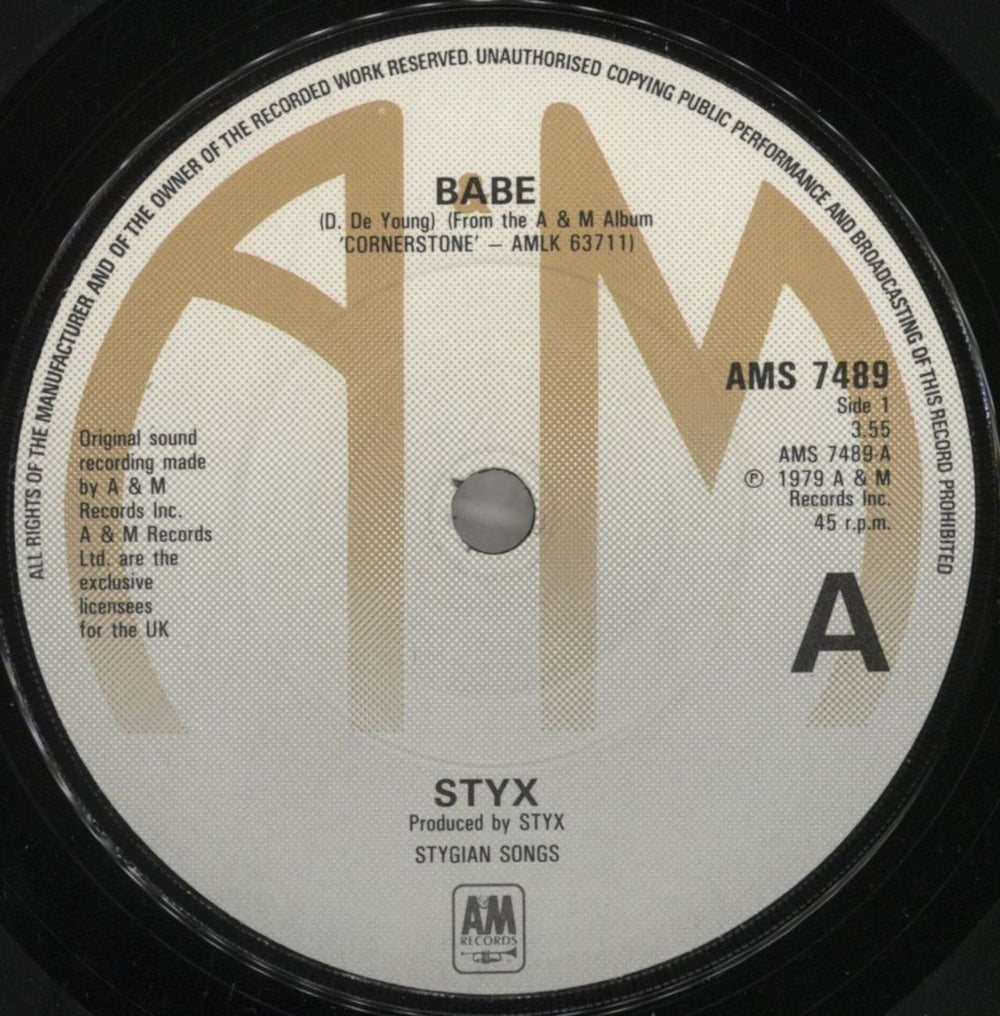 ALL RIGHTS OF THE MANUFACTURER AND OF THE OWNER OF THE RECORDED WORK RESERVED. UNAUTHORISED COPYING PUBLIC PERFORMANCE AND BROADCASTING OF THIS RECORD PROHIBITED
AM
BABE
(D. De Young) (From the A & M Album
'CORNERSTONE' – AMLK 63711)
AMS 7489
Side 1
3.55
AMS 7489-A
℗ 1979 A & M
Records Inc.
45 r.p.m.
A
Original sound
recording made
by A & M
Records Inc.
A & M Records
Ltd. are the
exclusive
licensees
for the UK
STYX
Produced by STYX
STYGIAN SONGS
A&M
RECORDS